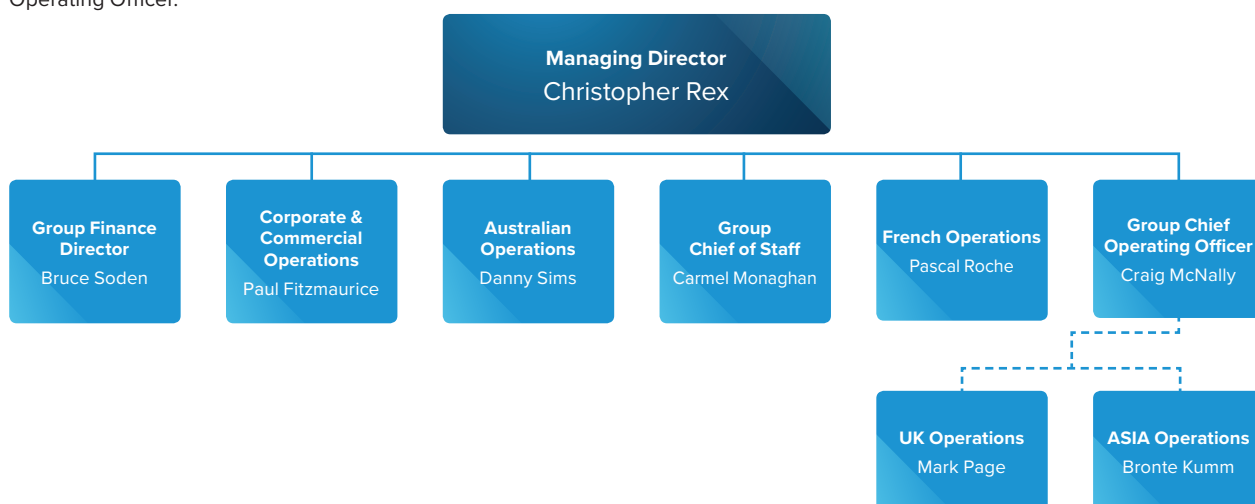 Operating Officer.
Managing Director
Christopher Rex
Group Finance
Director
Bruce Soden
Corporate &
Commercial
Operations
Paul Fitzmaurice
Australian
Operations
Danny Sims
Group
Chief of Staff
Carmel Monaghan
French Operations
Pascal Roche
Group Chief
Operating Officer
Craig McNally
UK Operations
Mark Page
ASIA Operations
Bronte Kumm